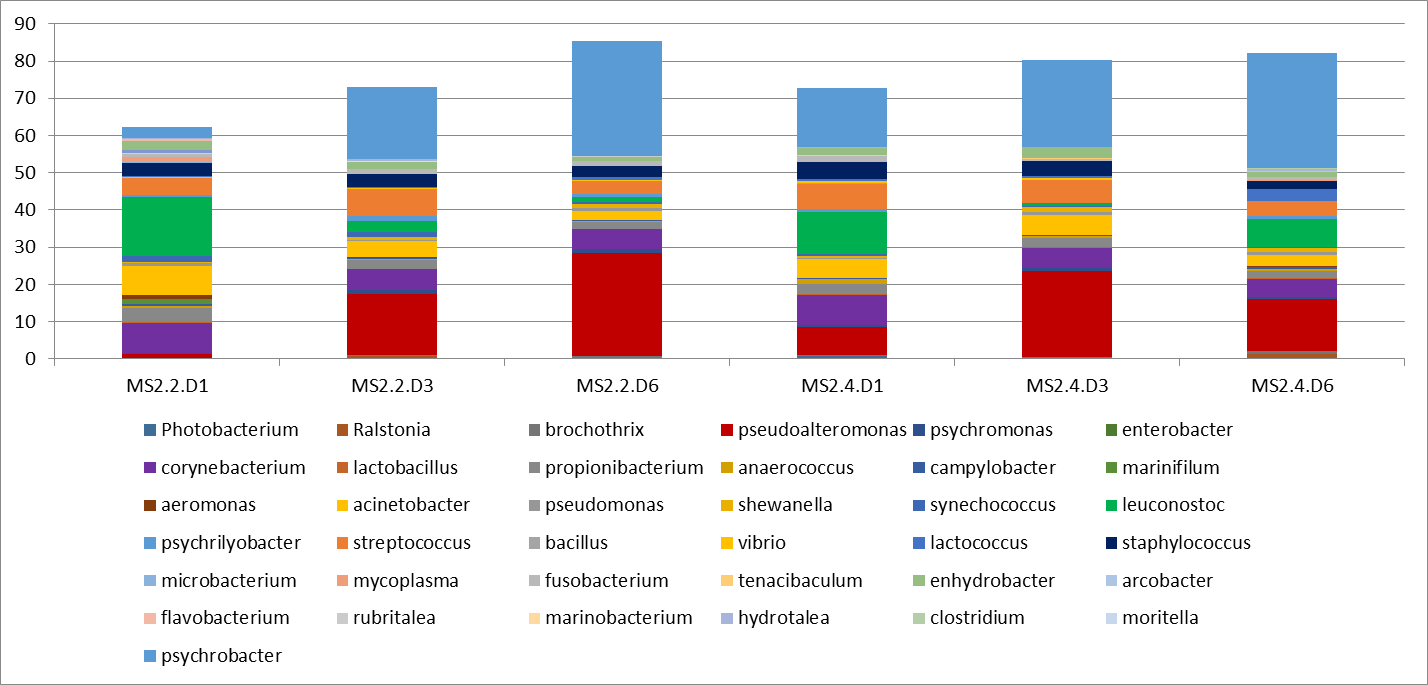 90
80
70
60
50
40
30
20
10
0
MS2.2.D1 MS2.2.D3 MS2.2.D6 MS2.4.D1 MS2.4.D3 MS2.4.D6
Photobacterium Ralstonia brochothrix pseudoalteromonas psychromonas enterobacter
corynebacterium lactobacillus propionibacterium anaerococcus campylobacter marinifilum
aeromonas acinetobacter pseudomonas shewanella synechococcus leuconostoc
psychrilyobacter streptococcus bacillus vibrio lactococcus staphylococcus
microbacterium mycoplasma fusobacterium tenacibaculum enhydrobacter arcobacter
flavobacterium rubritalea marinobacterium hydrotalea clostridium moritella
psychrobacter